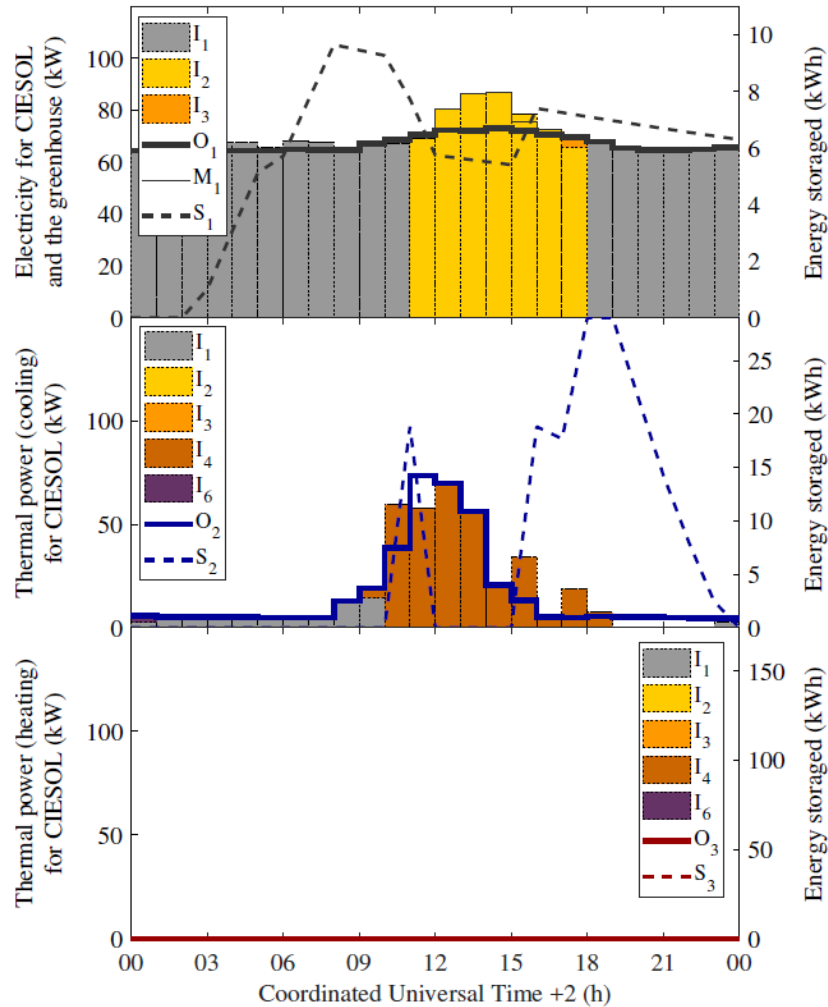 Electricity for CIESOL
and the greenhouse (kW)
100
80
60
40
20
0
I₁
I₂
I₃
O₁
M₁
S₁
10
8
6
4
2
0
Energy storaged (kWh)
Thermal power (cooling)
for CIESOL (kW)
100
50
0
I₁
I₂
I₃
I₄
I₆
O₂
S₂
25
20
15
10
5
0
Energy storaged (kWh)
Thermal power (heating)
for CIESOL (kW)
100
50
0
I₁
I₂
I₃
I₄
I₆
O₃
S₃
150
100
50
0
Energy storaged (kWh)
00 03 06 09 12 15 18 21 00
Coordinated Universal Time +2 (h)